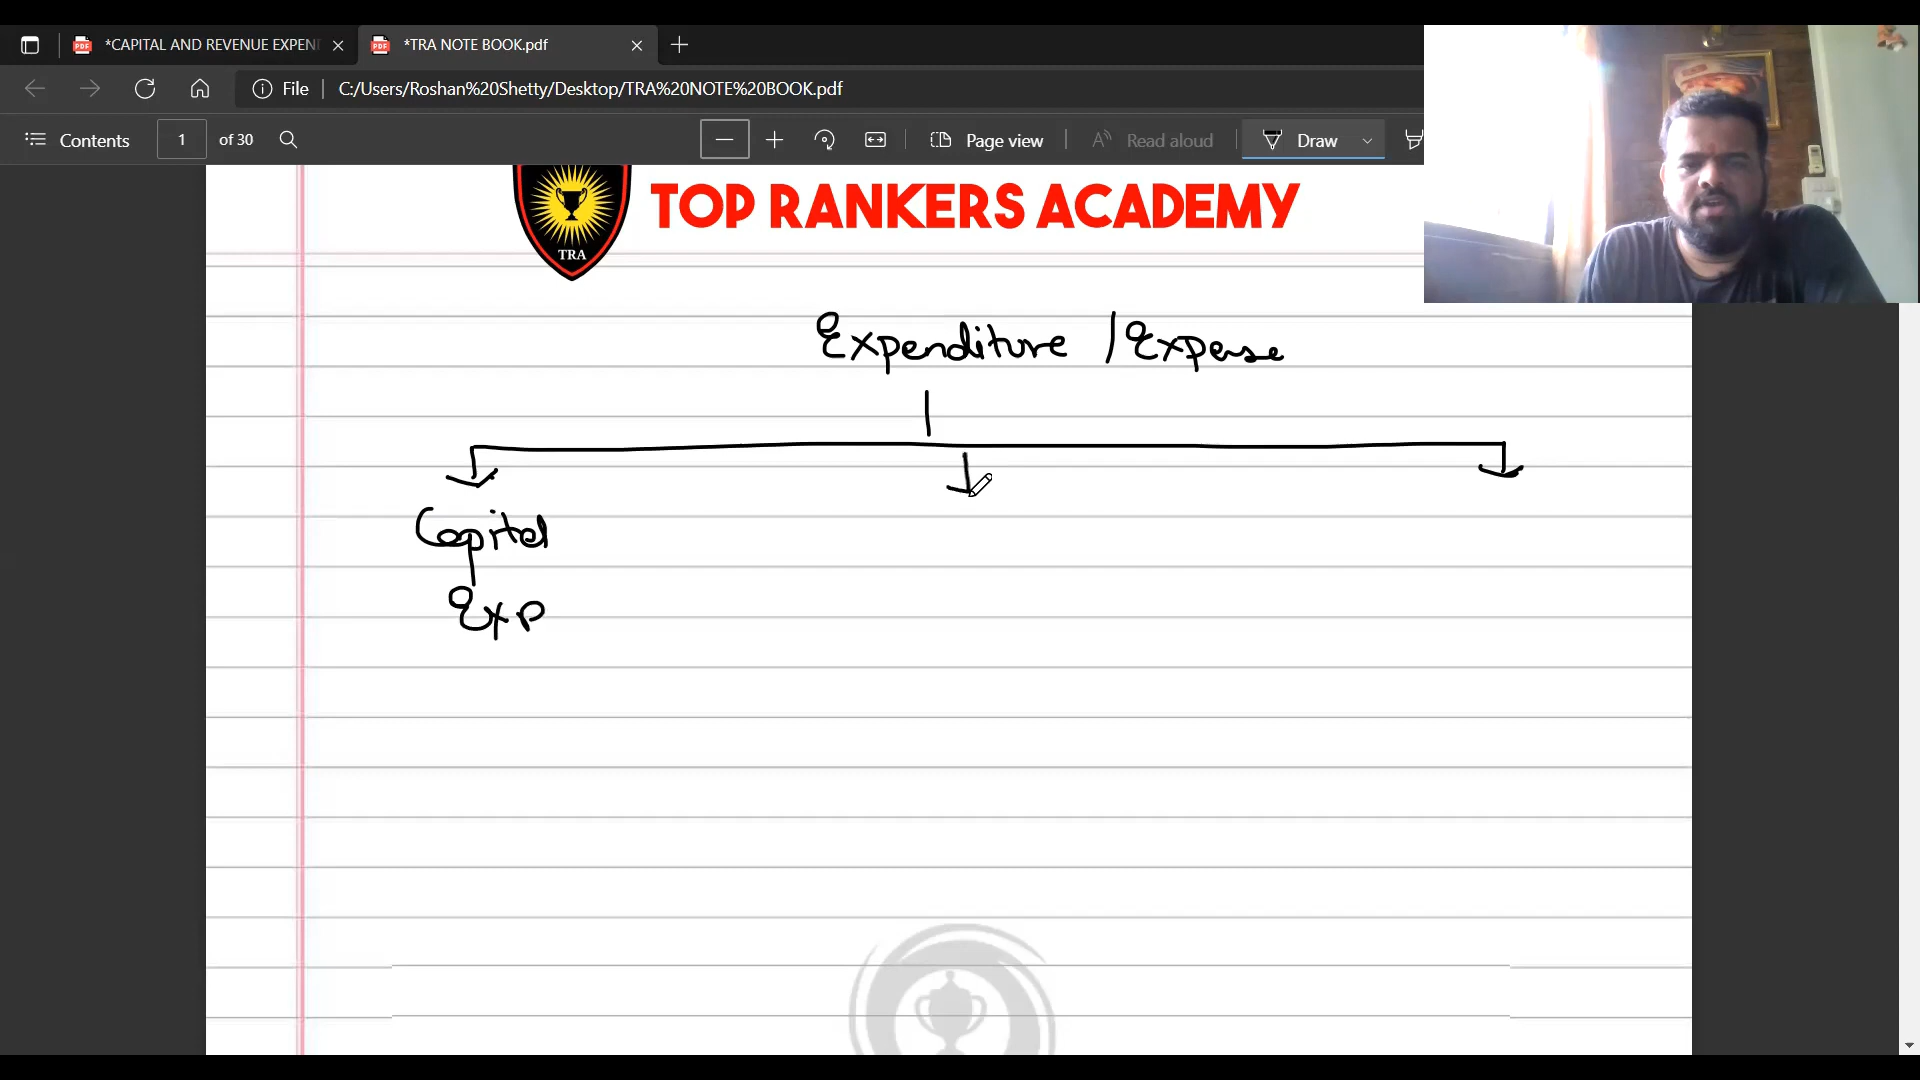 *CAPITAL AND REVENUE EXPEN
*TRA NOTE BOOK.pdf
File C:/Users/Roshan%20Shetty/Desktop/TRA%20NOTE%20BOOK.pdf
Contents 1 of 30 Page view Read aloud Draw
TOP RANKERS ACADEMY
TRA
Expenditure / Expense
Capital
Exp